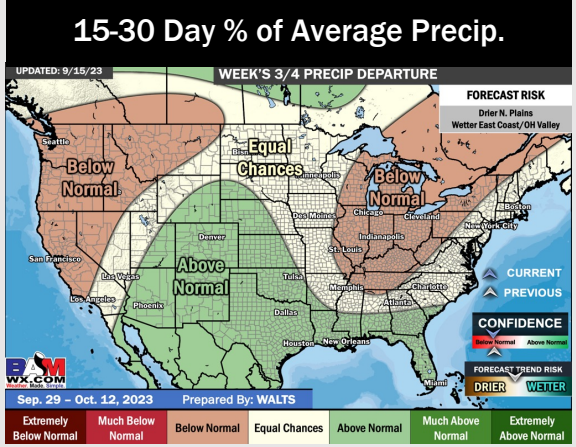 15-30 Day % of Average Precip.
UPDATED: 9/15/23
WEEK'S 3/4 PRECIP DEPARTURE
FORECAST RISK
Drier N. Plains
Wetter East Coast/OH Valley
Seattle
Bis
Equal
Chances
inneapolis
Below
Normal
Below
Normal
Boston
Chicago
Cleveland
New York City
Des Moines
Indianapolis
Denver
St. Louis
San Francisco
Above
Normal
Las Vegas
Tulsa
Memphis
Charlotte
Los Angeles
Phoenix
Atlanta
Dallas
Houston
New Orleans
Miami
CURRENT
PREVIOUS
CONFIDENCE
Below Normal
Above Normal
FORECAST TREND RISK
DRIER
WETTER
BAM
WX.COM
Weather. Made. Simple.
Sep. 29 – Oct. 12, 2023
Prepared By: WALTS
Extremely
Below Normal
Much Below
Normal
Below Normal
Equal Chances
Above Normal
Much Above
Normal
Extremely
Above Normal